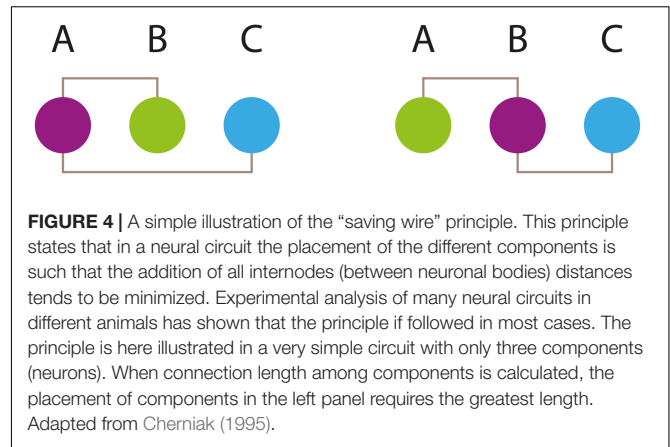 A B C A B C
FIGURE 4 | A simple illustration of the “saving wire” principle. This principle
states that in a neural circuit the placement of the different components is
such that the addition of all internodes (between neuronal bodies) distances
tends to be minimized. Experimental analysis of many neural circuits in
different animals has shown that the principle if followed in most cases. The
principle is here illustrated in a very simple circuit with only three components
(neurons). When connection length among components is calculated, the
placement of components in the left panel requires the greatest length.
Adapted from Cherniak (1995).